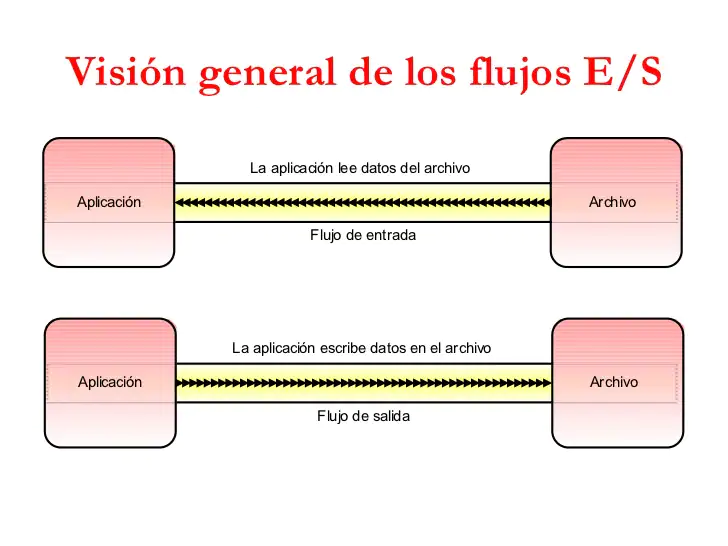 Visión general de los flujos E/S
La aplicación lee datos del archivo
Aplicación
Archivo
Flujo de entrada
La aplicación escribe datos en el archivo
Aplicación
Archivo
Flujo de salida